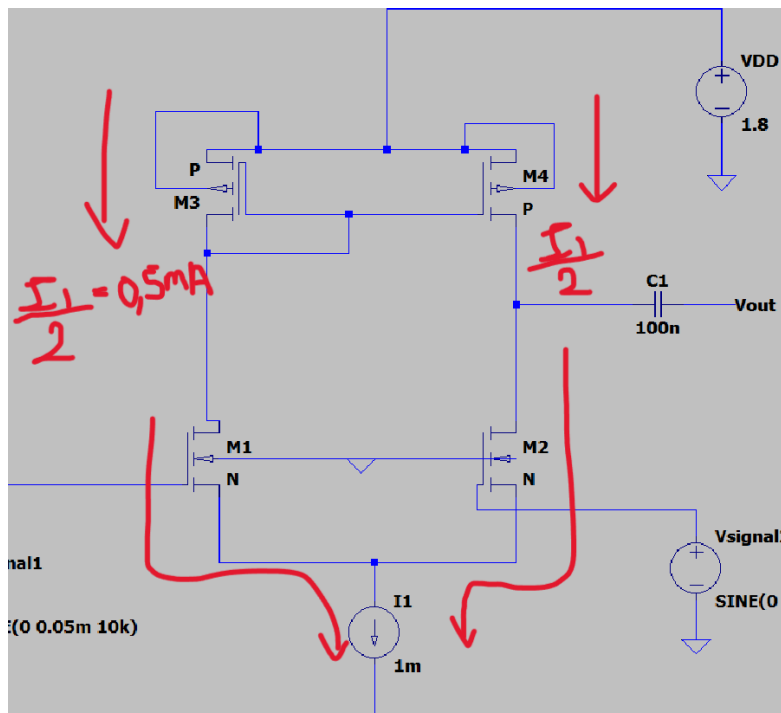 VDD
1.8
P
M3
M4
P
I1/2 = 0,5mA
I1/2
C1
100n
Vout
M1
N
M2
N
nal1
E(0 0.05m 10k)
I1
1m
Vsignal
SINE(0